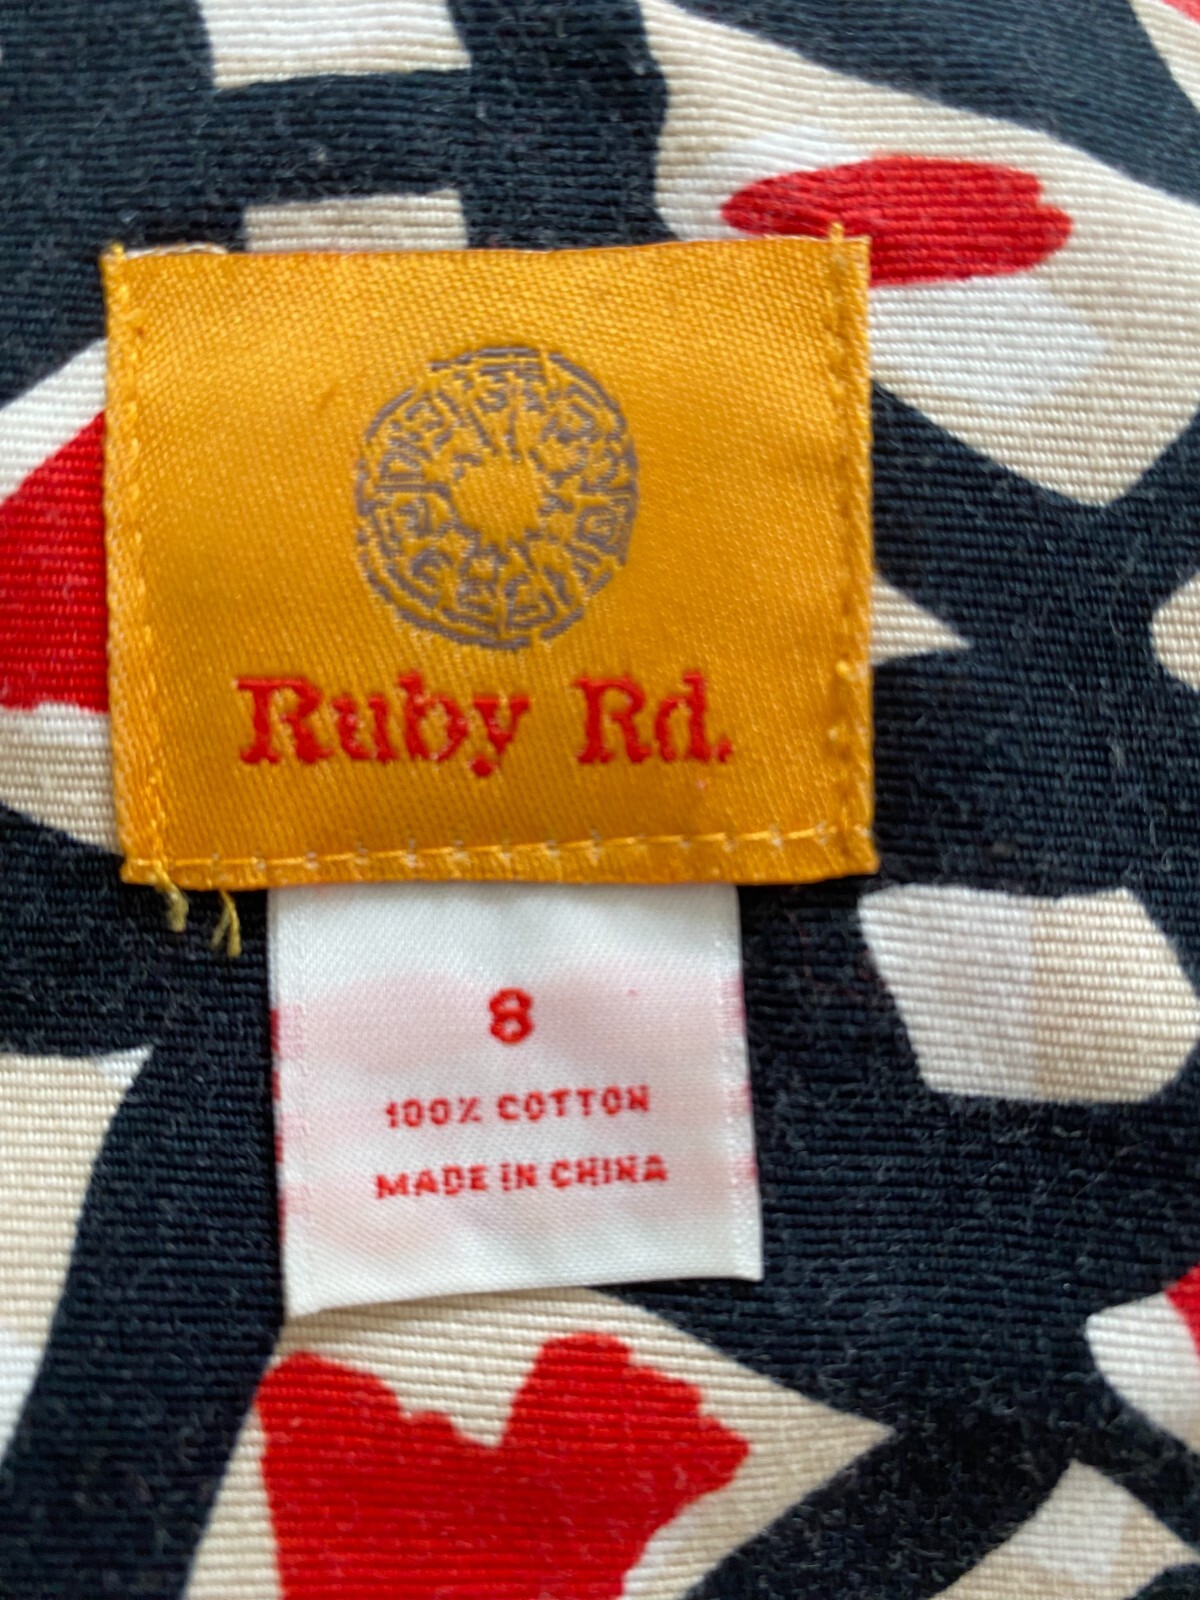 Ruby Rd.
8
100% COTTON
MADE IN CHINA